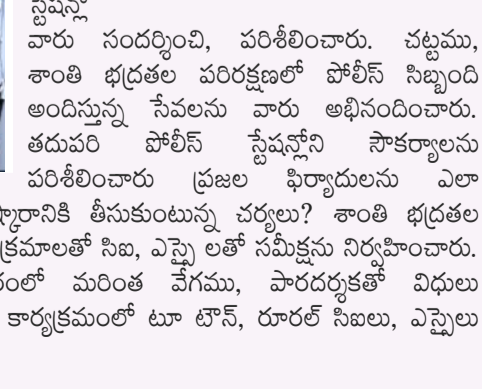 స్టేషన్లో
వారు సందర్శించి, పరిశీలించారు. చట్టము,
శాంతి భద్రతల పరిరక్షణలో పోలీస్ సిబ్బంది
అందిస్తున్న సేవలను వారు అభినందించారు.
తదుపరి పోలీస్ స్టేషన్లోని సౌకర్యాలను
పరిశీలించారు ప్రజల ఫిర్యాదులను ఎలా
తీసుకుంటున్న చర్యలు? శాంతి భద్రతల
సిఐ, ఎస్సై లతో సమీక్షను నిర్వహించారు.
మరింత వేగము, పారదర్శకతో విధులు
కార్యక్రమంలో టూ టౌన్, రూరల్ సిఐలు, ఎస్సైలు